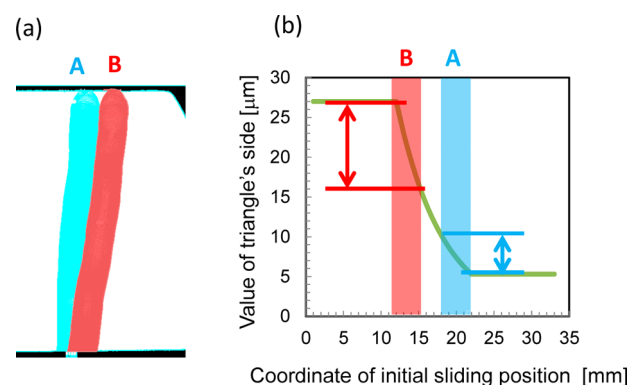 (a)
A B
(b)
B A
Value of triangle's side [μm]
30
25
20
15
10
5
0
0 5 10 15 20 25 30 35
Coordinate of initial sliding position [mm]